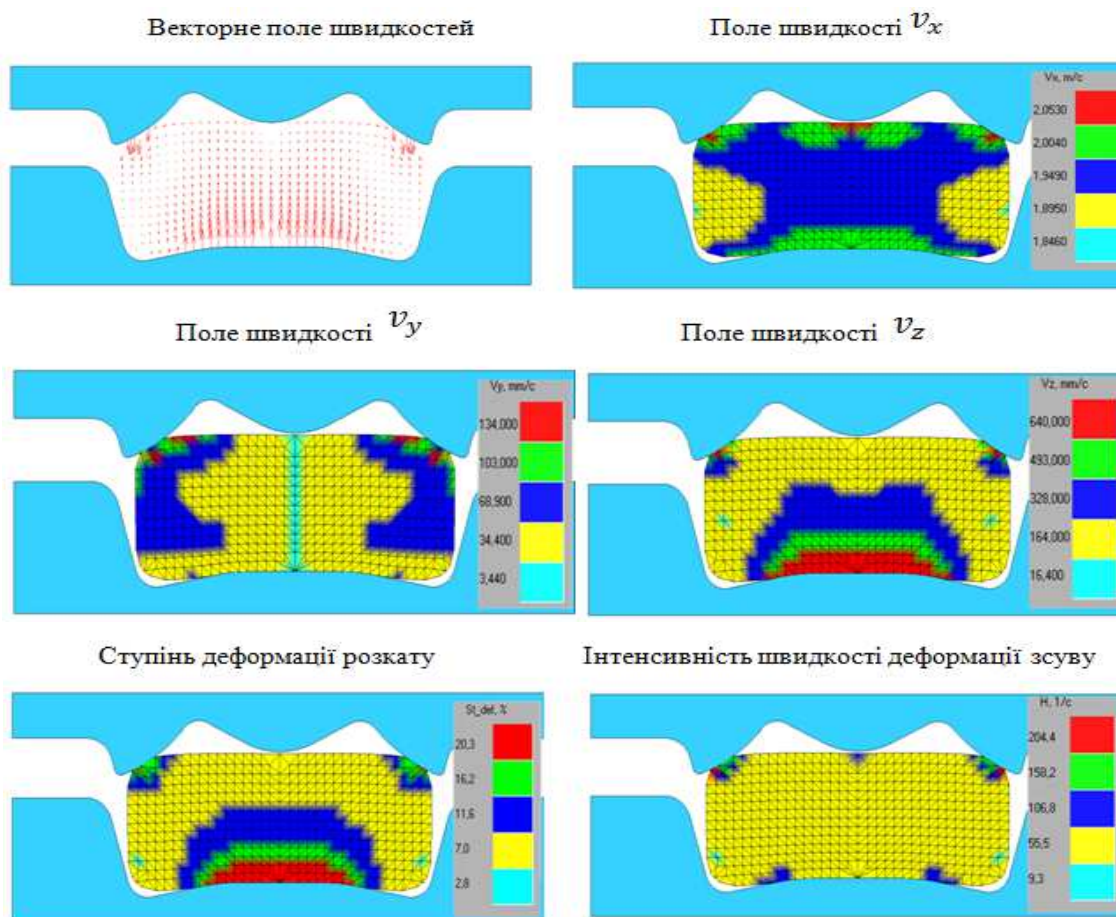 Векторне поле швидкостей
Поле швидкості v_x
Vx, m/c
2,0530
2,0040
1,9490
1,8950
1,8460
Поле швидкості v_y
Vy, mm/c
134,000
103,000
68,900
34,400
3,440
Поле швидкості v_z
Vz, mm/c
640,000
493,000
328,000
164,000
16,400
Ступінь деформації розкату
St_def, %
20,3
16,2
11,6
7,0
2,8
Інтенсивність швидкості деформації зсуву
H, 1/c
204,4
158,2
106,8
55,5
9,3